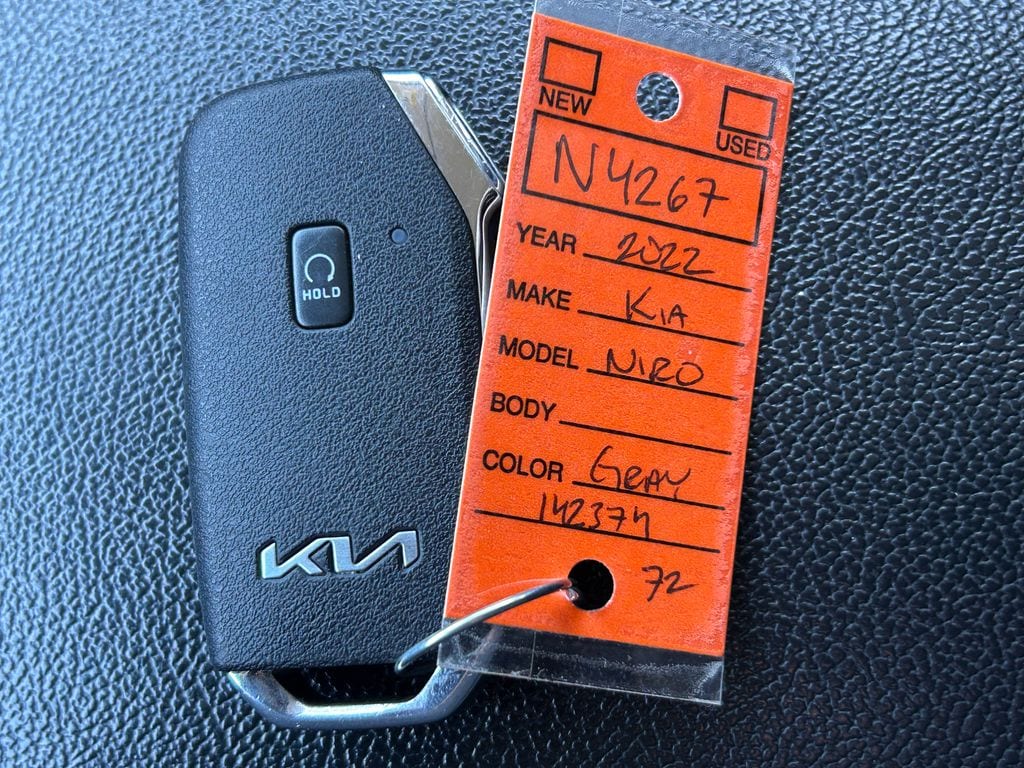 HOLD
KIA
NEW
USED
N4267
YEAR 2022
MAKE KIA
MODEL NIRO
BODY
COLOR GRAY
142374
72